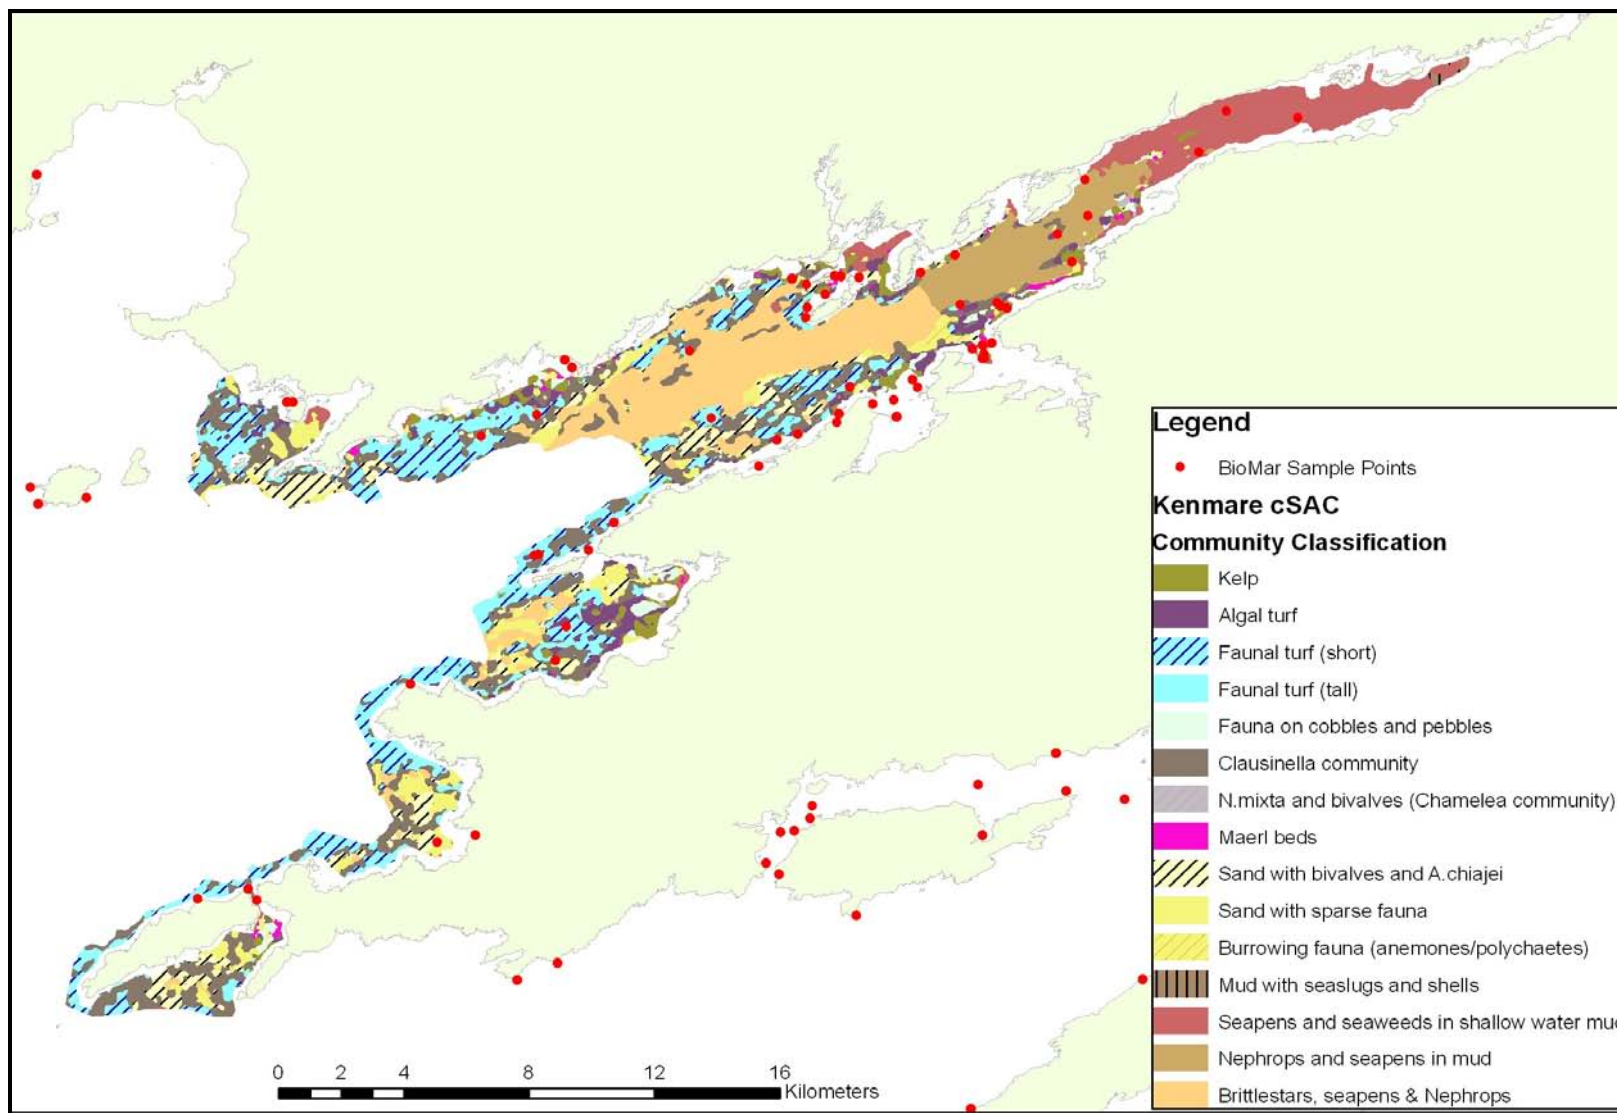 Legend
BioMar Sample Points
Kenmare cSAC
Community Classification
Kelp
Algal turf
Faunal turf (short)
Faunal turf (tall)
Fauna on cobbles and pebbles
Clausinella community
N.mixta and bivalves (Chamelea community)
Maerl beds
Sand with bivalves and A.chiajei
Sand with sparse fauna
Burrowing fauna (anemones/polychaetes)
Mud with seaslugs and shells
Seapens and seaweeds in shallow water mud
Nephrops and seapens in mud
Brittlestars, seapens & Nephrops
0 2 4 8 12 16
Kilometers